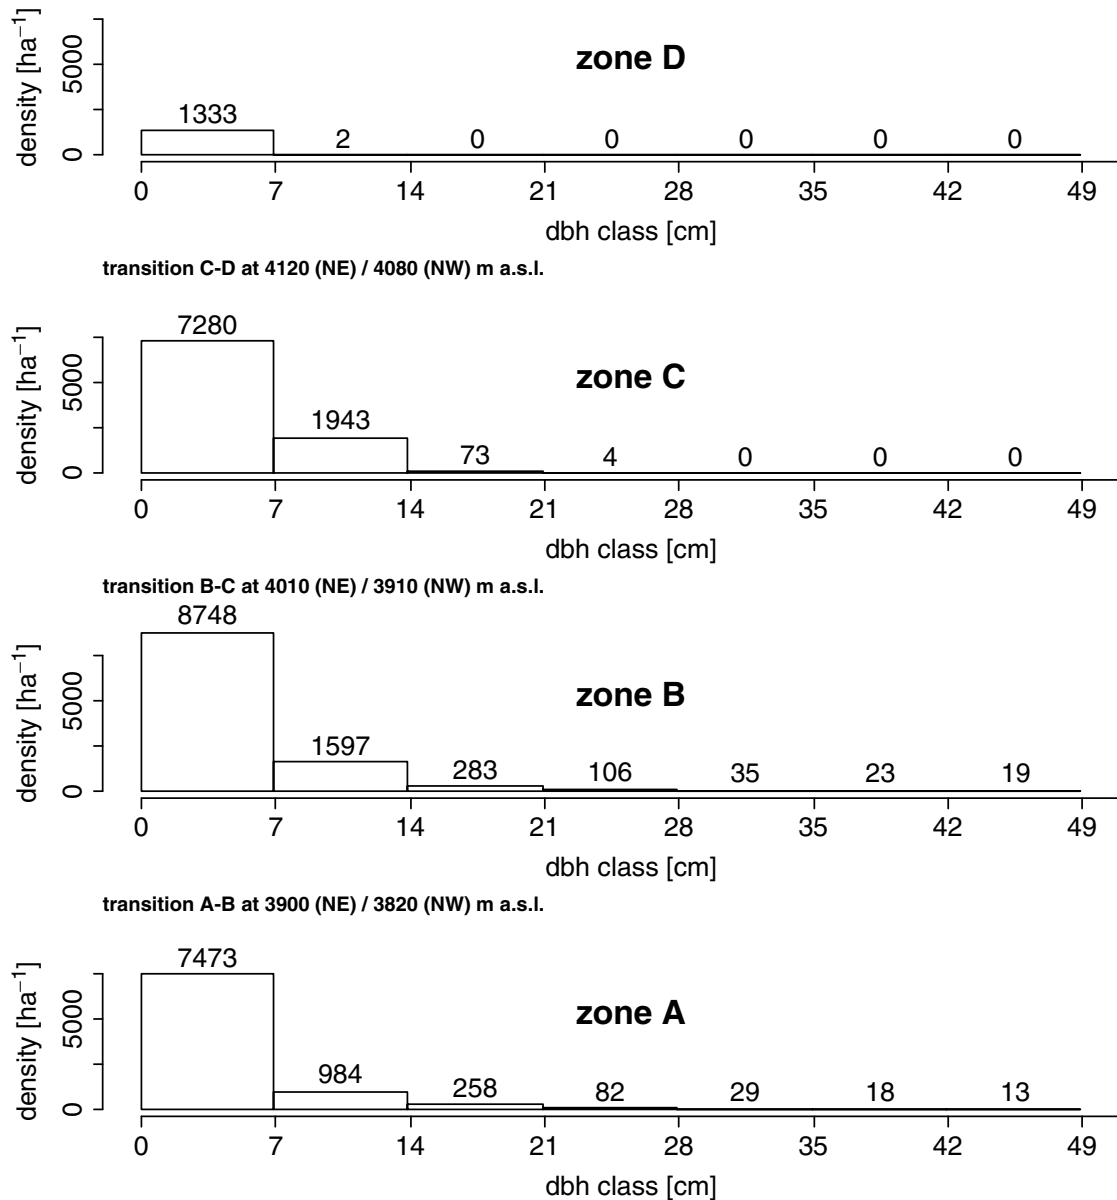 zone D
density [ha⁻¹]
5000
0
1333 2 0 0 0 0 0
0 7 14 21 28 35 42 49
dbh class [cm]
transition C-D at 4120 (NE) / 4080 (NW) m a.s.l.
zone C
density [ha⁻¹]
5000
0
7280 1943 73 4 0 0 0
0 7 14 21 28 35 42 49
dbh class [cm]
transition B-C at 4010 (NE) / 3910 (NW) m a.s.l.
zone B
density [ha⁻¹]
5000
0
8748 1597 283 106 35 23 19
0 7 14 21 28 35 42 49
dbh class [cm]
transition A-B at 3900 (NE) / 3820 (NW) m a.s.l.
zone A
density [ha⁻¹]
5000
0
7473 984 258 82 29 18 13
0 7 14 21 28 35 42 49
dbh class [cm]